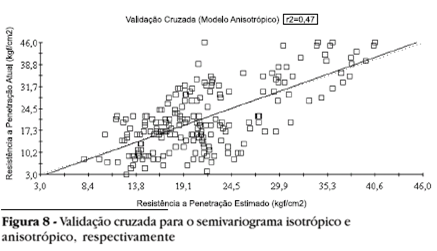 Validação Cruzada (Modelo Anisotrópico) r2=0,47
Resistência a Penetração Atual (kgf/cm2)
46,0
38,8
31,7
24,5
17,3
10,2
3,0
3,0 8,4 13,8 19,1 24,5 29,9 35,3 40,6 46,0
Resistência a Penetração Estimado (kgf/cm2)
Figura 8 - Validação cruzada para o semivariograma isotrópico e
anisotrópico, respectivamente